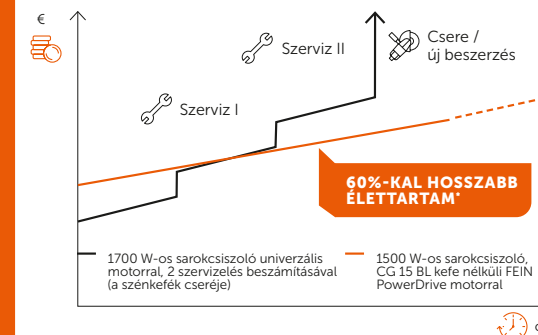 €
Csere /
új beszerzés
Szerviz II
Szerviz I
60%-KAL HOSSZABB
ÉLETTARTAM*
1700 W-os sarokcsiszoló univerzális
motorral, 2 szervizelés beszámításával
(a szénkefék cseréje)
1500 W-os sarokcsiszoló,
CG 15 BL kefe nélküli FEIN
PowerDrive motorral